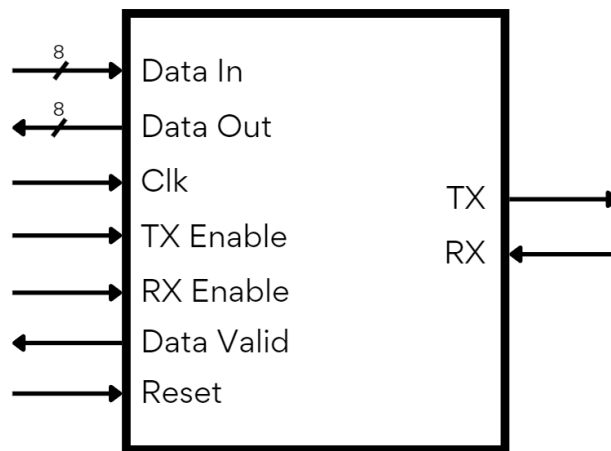 8
Data In
8
Data Out
Clk
TX Enable
RX Enable
Data Valid
Reset
TX
RX